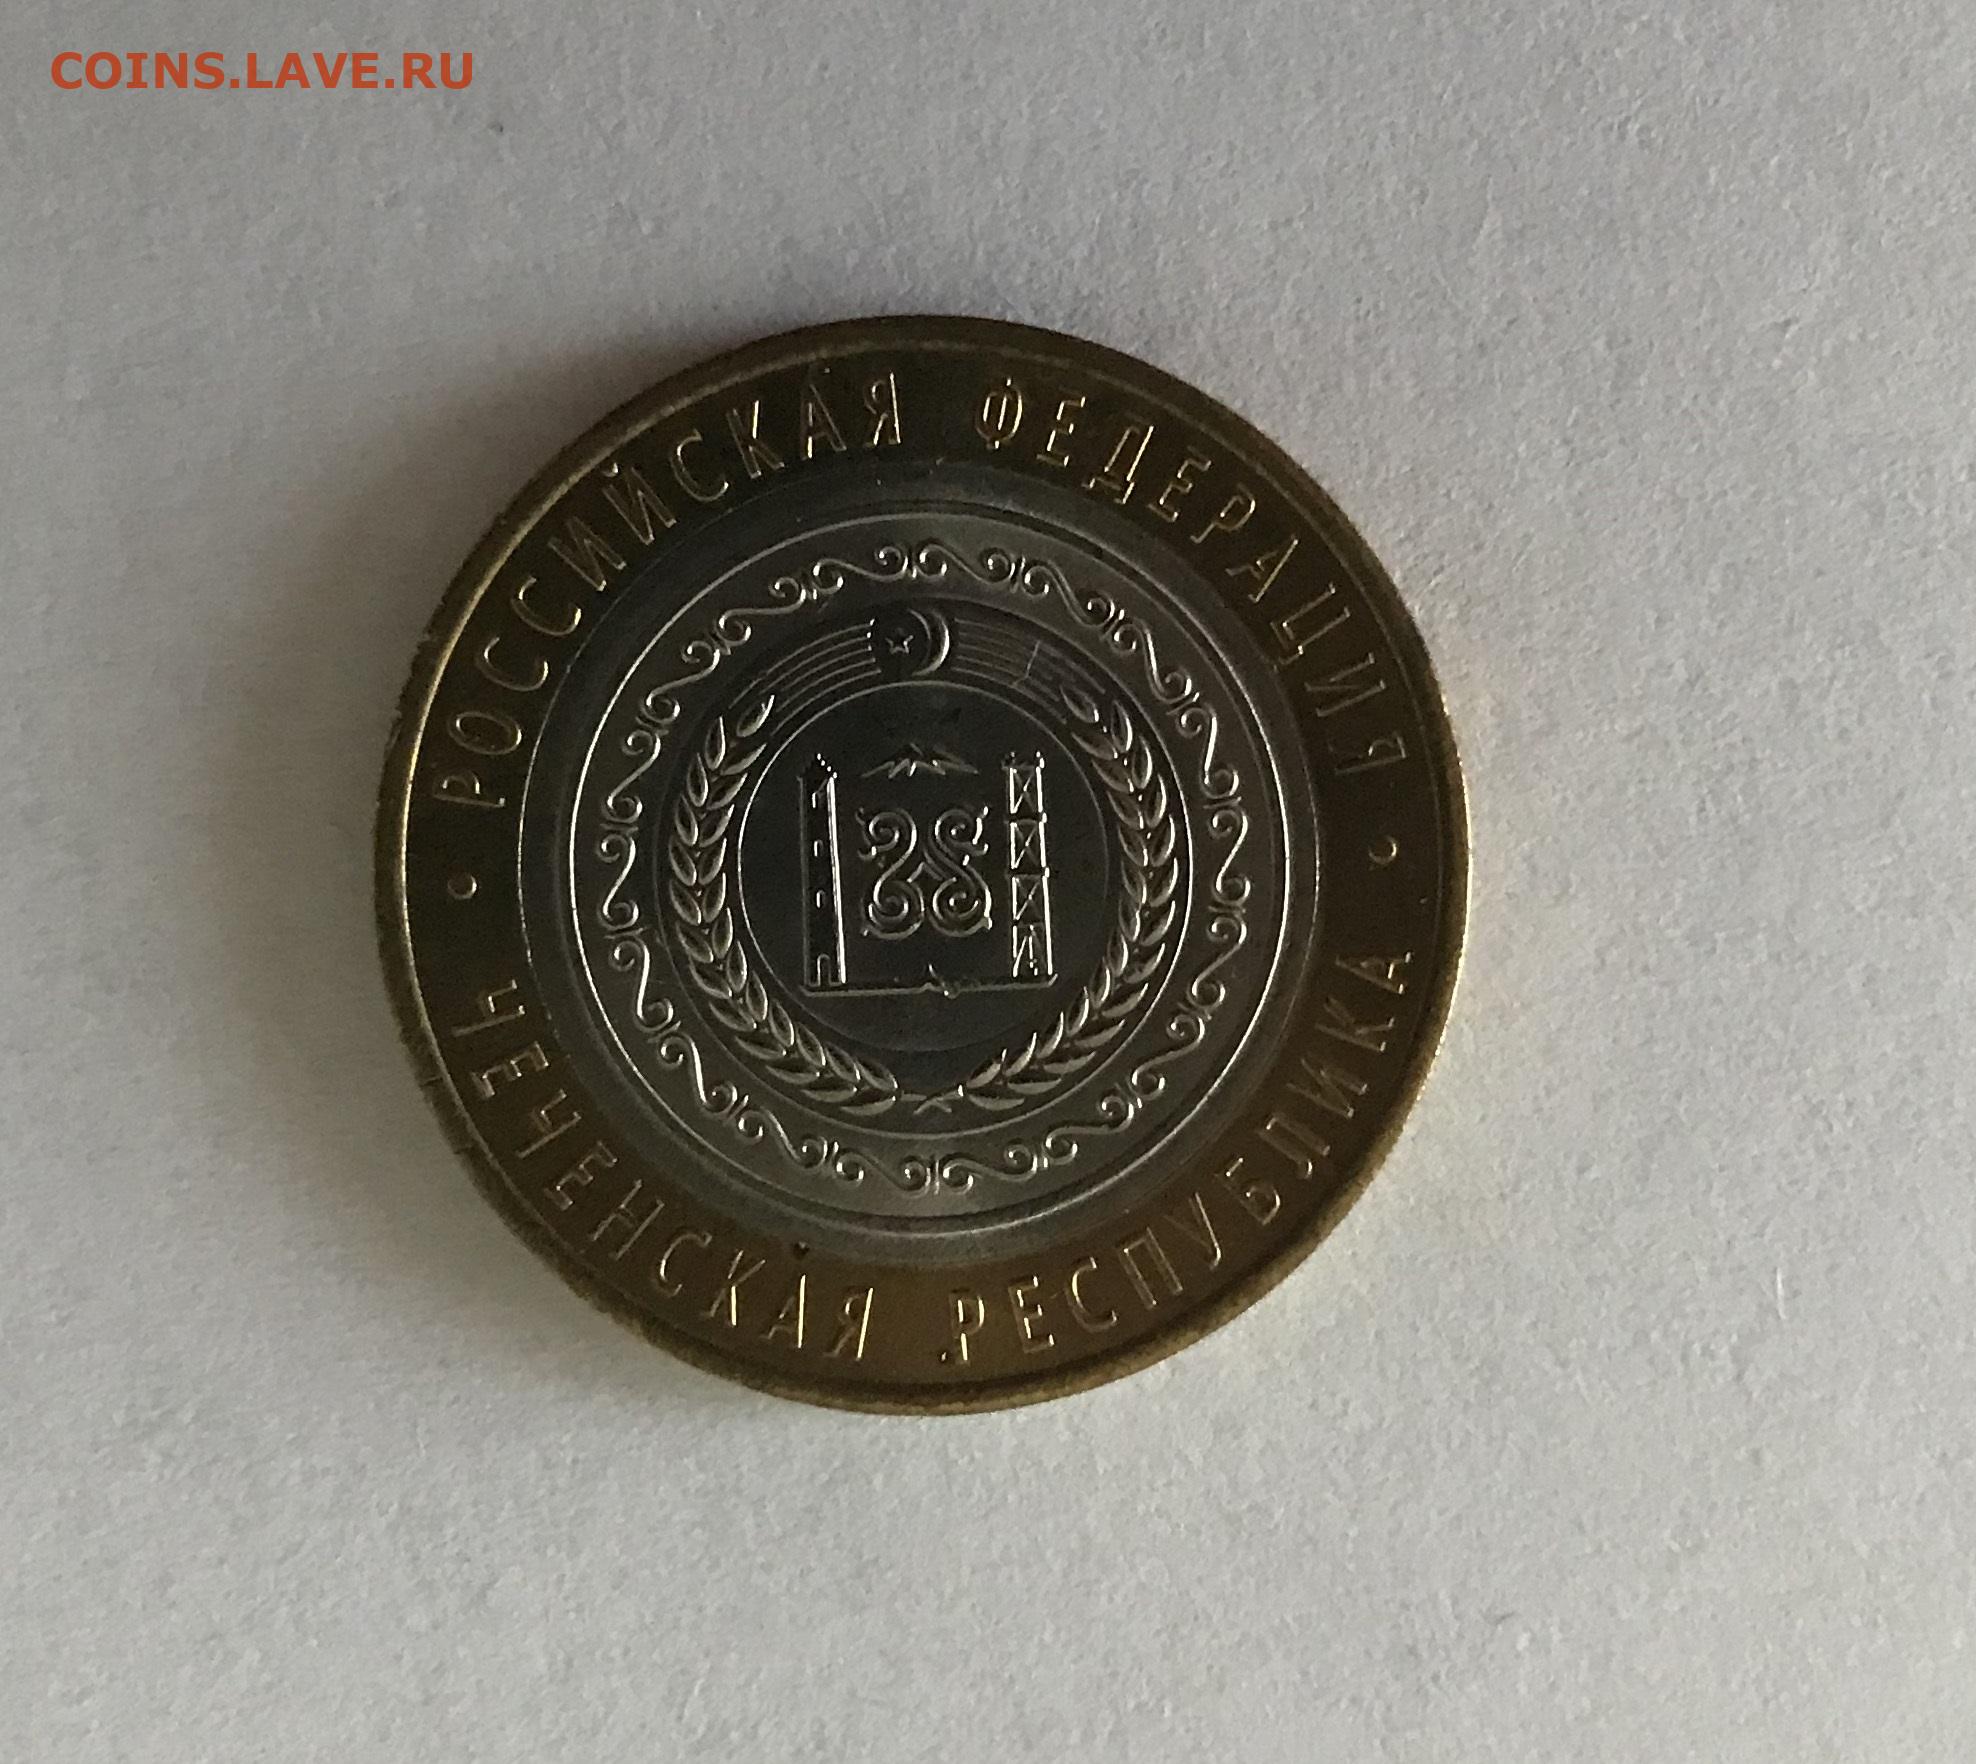 COINS.LAVE.RU
• РОССИЙСКАЯ ФЕДЕРАЦИЯ •
ЧЕЧЕНСКАЯ РЕСПУБЛИКА